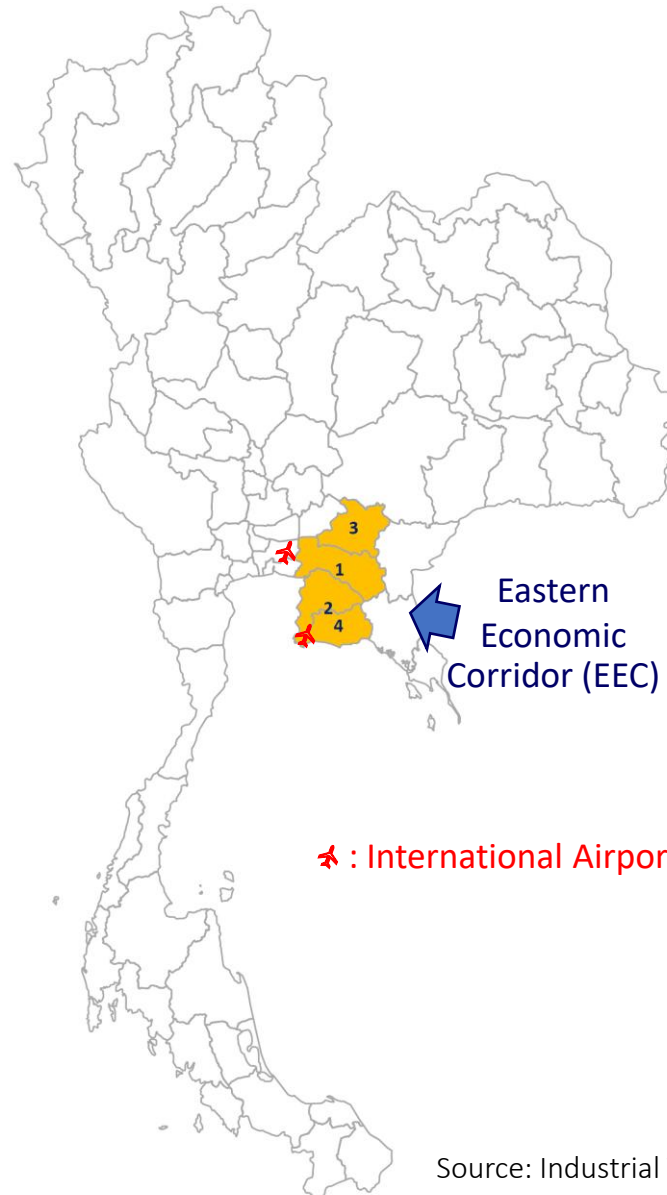 3
1
2
4
Eastern
Economic
Corridor (EEC)
: International Airpor
Source: Industrial